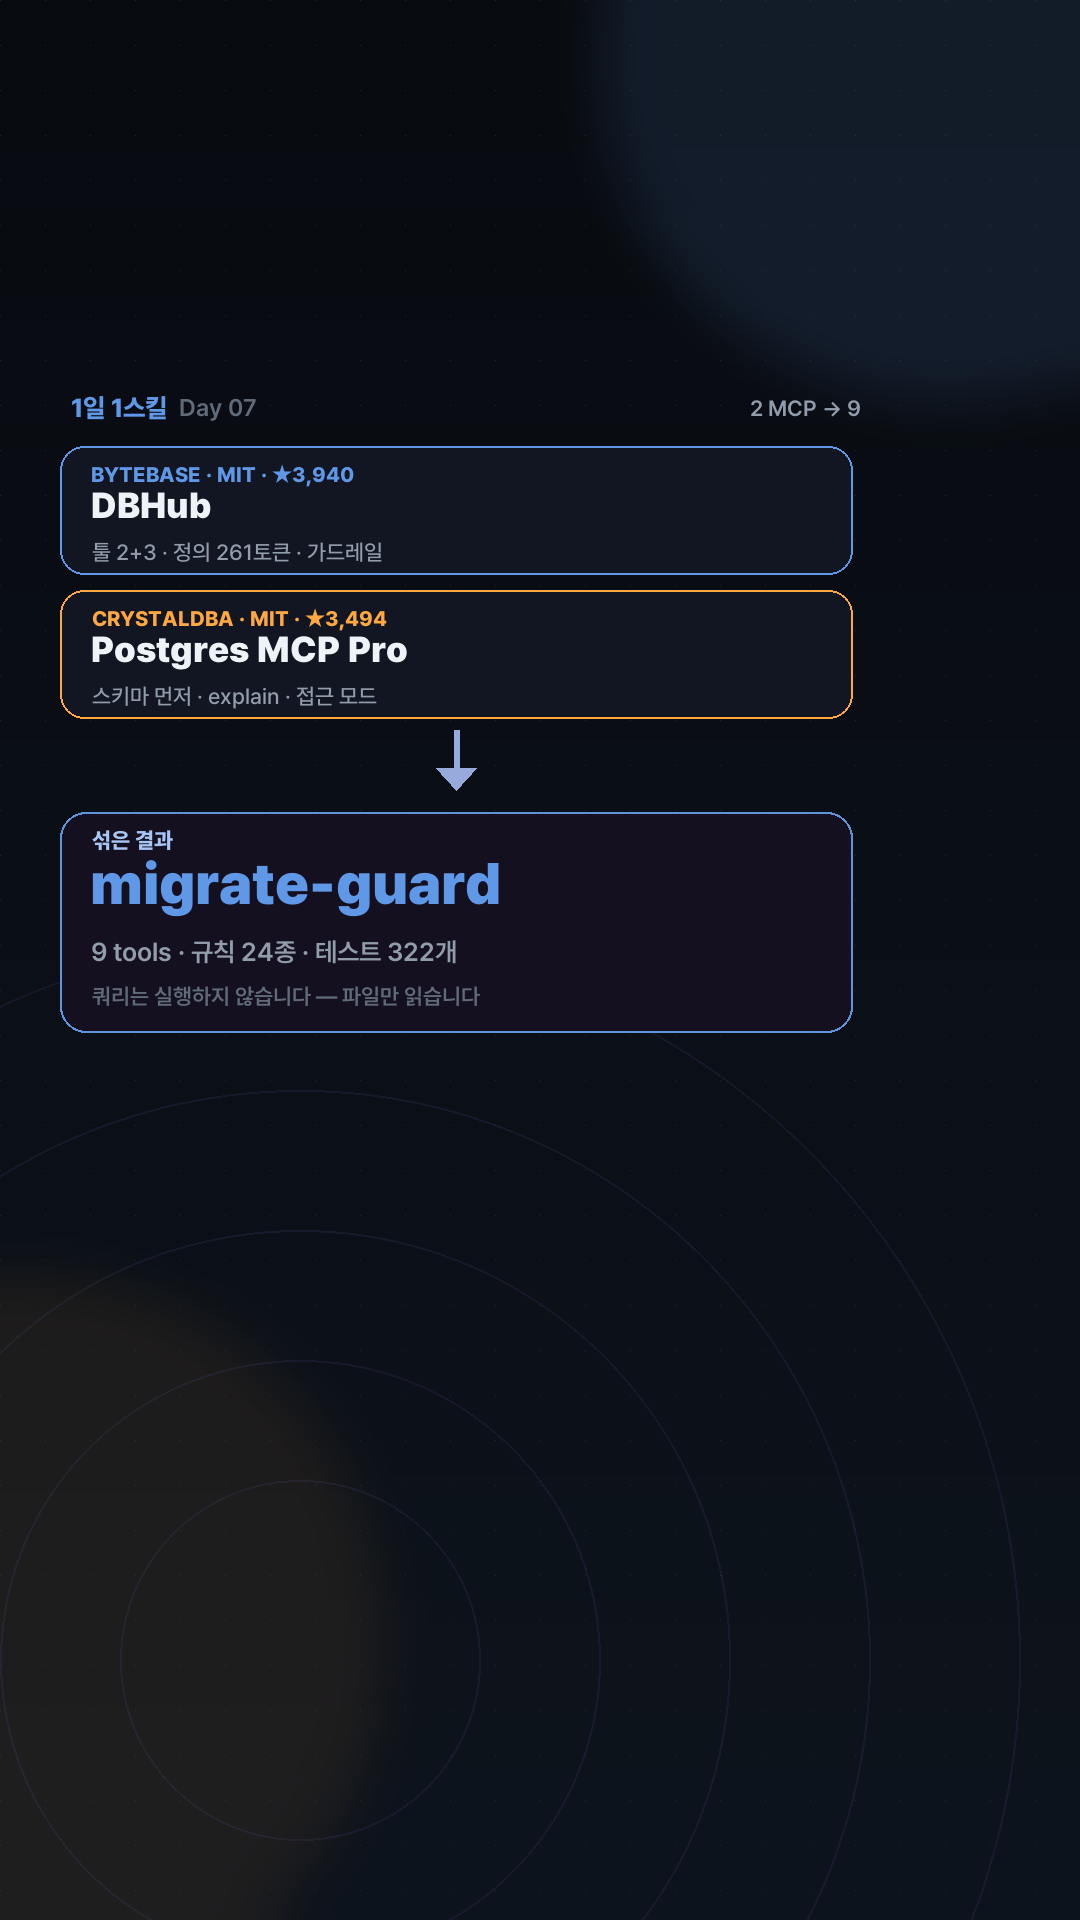 1일 1스킬 Day 07
2 MCP → 9
BYTEBASE · MIT · ★3,940
DBHub
툴 2+3 · 정의 261토큰 · 가드레일
CRYSTALDBA · MIT · ★3,494
Postgres MCP Pro
스키마 먼저 · explain · 접근 모드
섞은 결과
migrate-guard
9 tools · 규칙 24종 · 테스트 322개
쿼리는 실행하지 않습니다 — 파일만 읽습니다